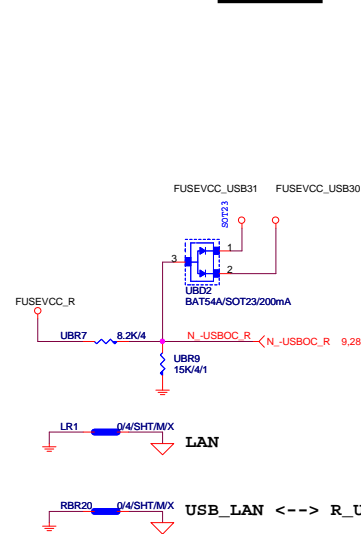 FUSEVCC_USB31 FUSEVCC_USB30
SOT23
1
3
2
UBD2
BAT54A/SOT23/200mA
FUSEVCC_R
UBR7 8.2K/4 N_-USBOC_R N_-USBOC_R 9,28
UBR9
15K/4/1
LR1 0/4/SHT/M/X
LAN
RBR20 0/4/SHT/M/X
USB_LAN <--> R_U